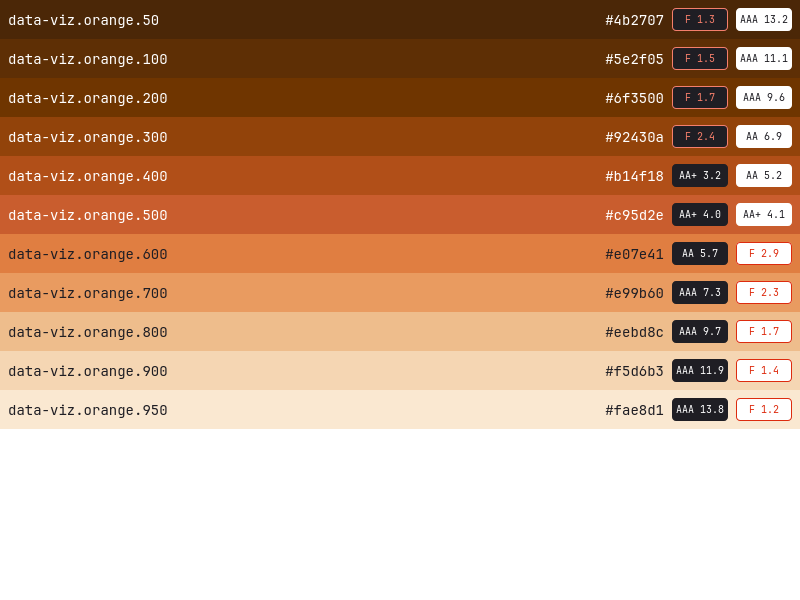 data-viz.orange.50 #4b2707 F 1.3 AAA 13.2
data-viz.orange.100 #5e2f05 F 1.5 AAA 11.1
data-viz.orange.200 #6f3500 F 1.7 AAA 9.6
data-viz.orange.300 #92430a F 2.4 AA 6.9
data-viz.orange.400 #b14f18 AA+ 3.2 AA 5.2
data-viz.orange.500 #c95d2e AA+ 4.0 AA+ 4.1
data-viz.orange.600 #e07e41 AA 5.7 F 2.9
data-viz.orange.700 #e99b60 AAA 7.3 F 2.3
data-viz.orange.800 #eebd8c AAA 9.7 F 1.7
data-viz.orange.900 #f5d6b3 AAA 11.9 F 1.4
data-viz.orange.950 #fae8d1 AAA 13.8 F 1.2